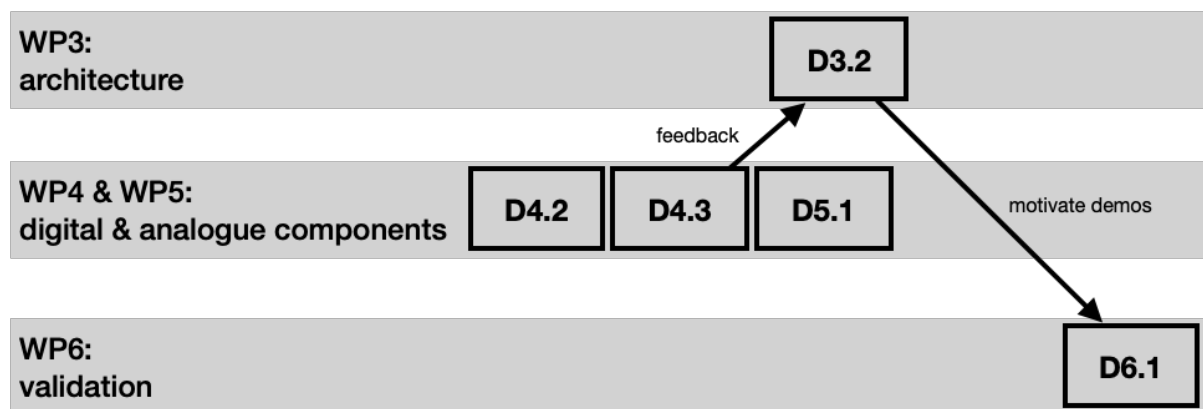 WP3:
architecture
D3.2
feedback
WP4 & WP5:
digital & analogue components
D4.2
D4.3
D5.1
motivate demos
WP6:
validation
D6.1